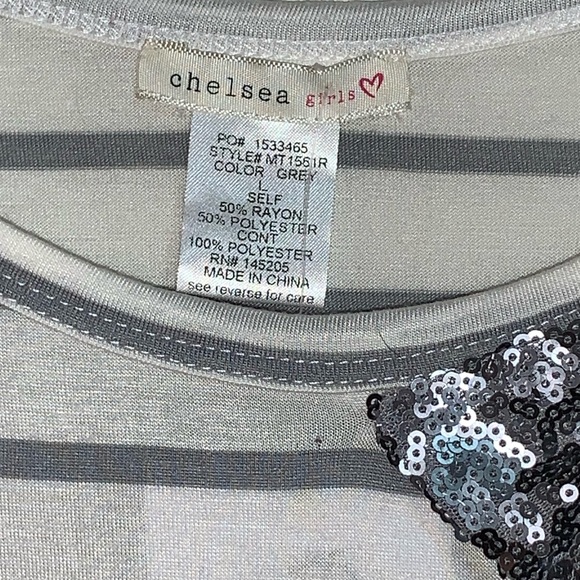 chelsea girls
PO# 1533465
STYLE# MT1561R
COLOR GREY
L
SELF
50% RAYON
50% POLYESTER
CONT
100% POLYESTER
RN# 145205
MADE IN CHINA
see reverse for care